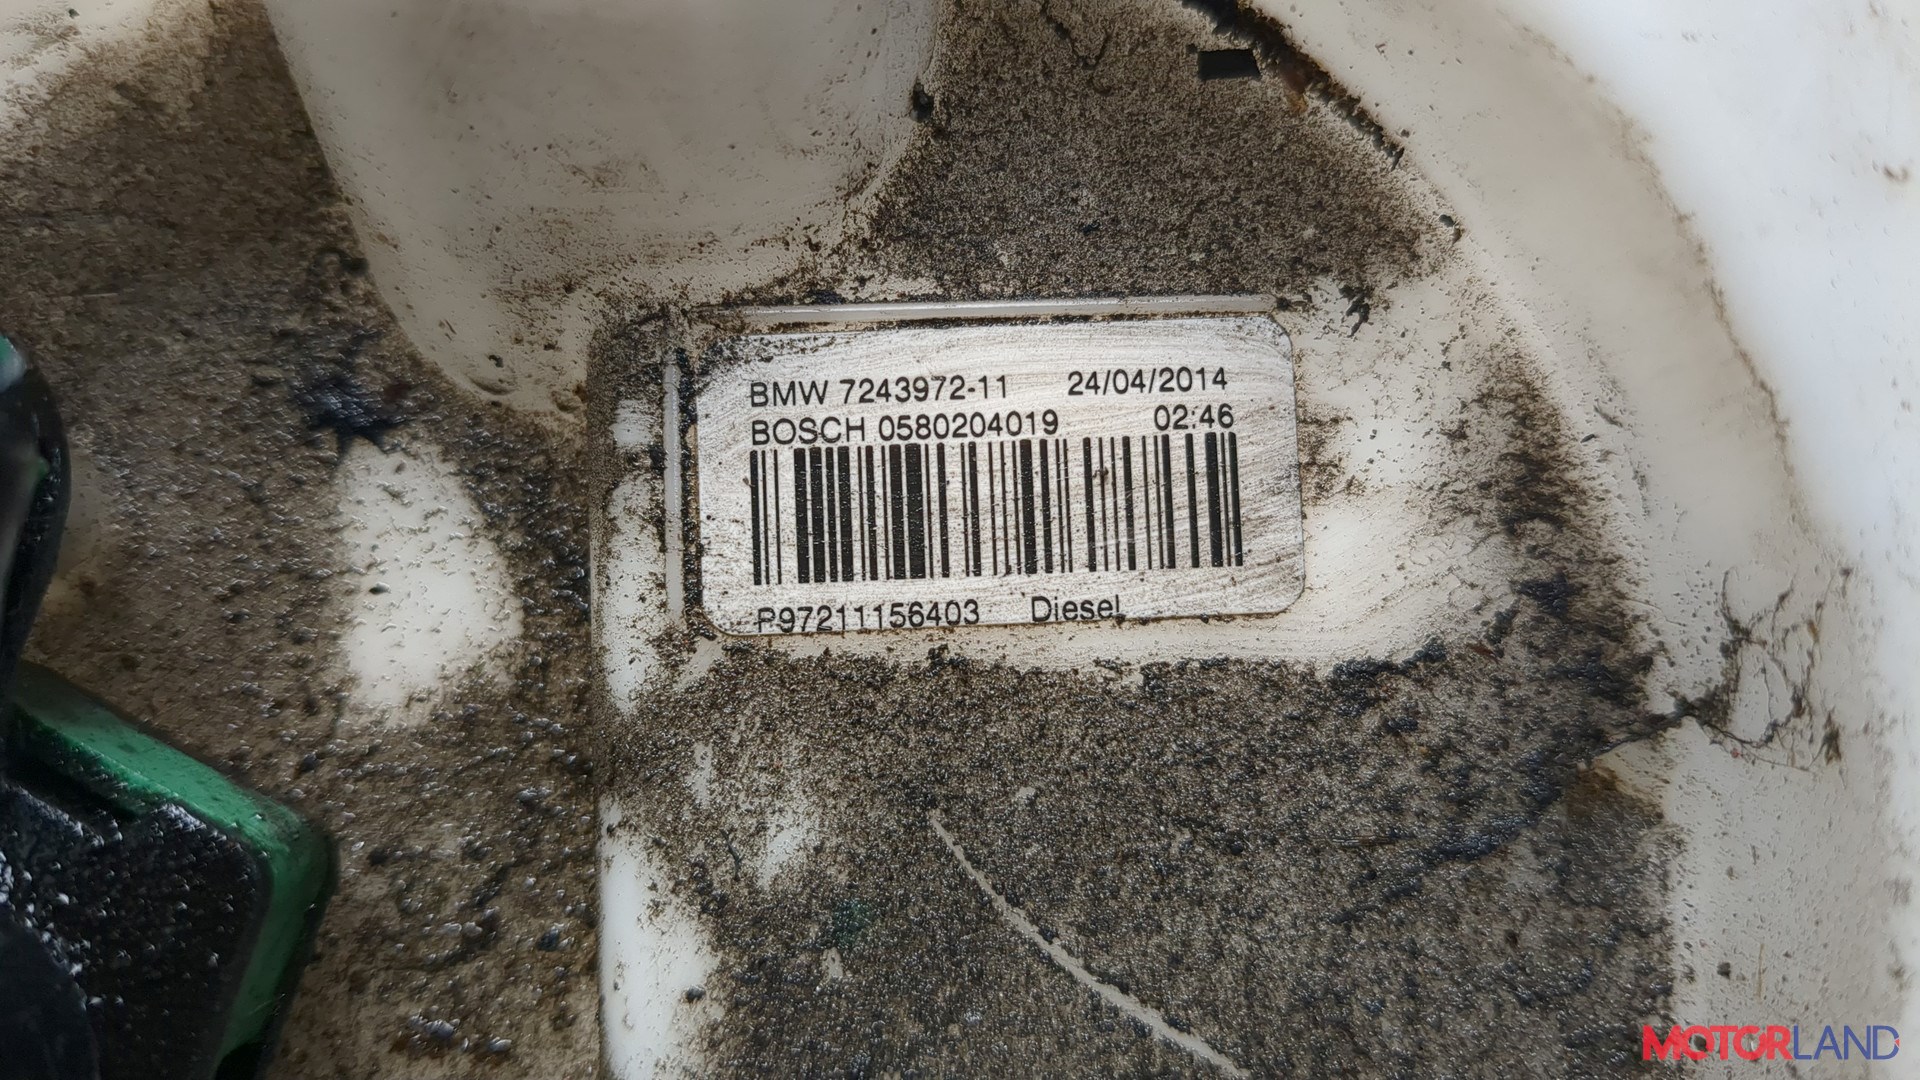 BMW 7243972-11 24/04/2014
BOSCH 0580204019 02:46
P97211156403 Diesel
MOTORLAND